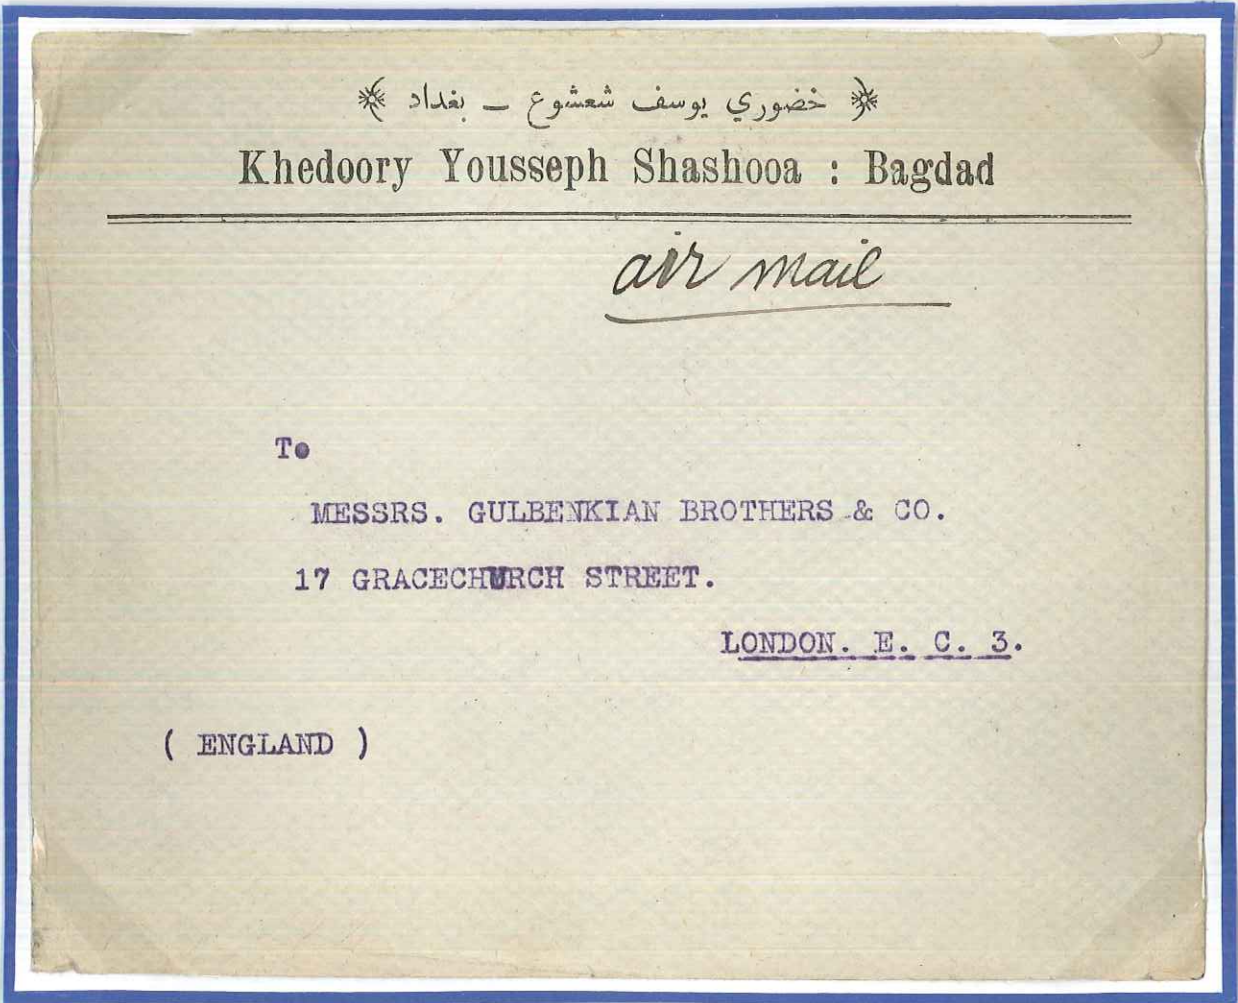 خضوري يوسف شعشوع – بغداد
Khedoory Yousseph Shashooa : Bagdad
air mail
To
MESSRS. GULBENKIAN BROTHERS & CO.
17 GRACECHURCH STREET.
LONDON. E. C. 3.
( ENGLAND )